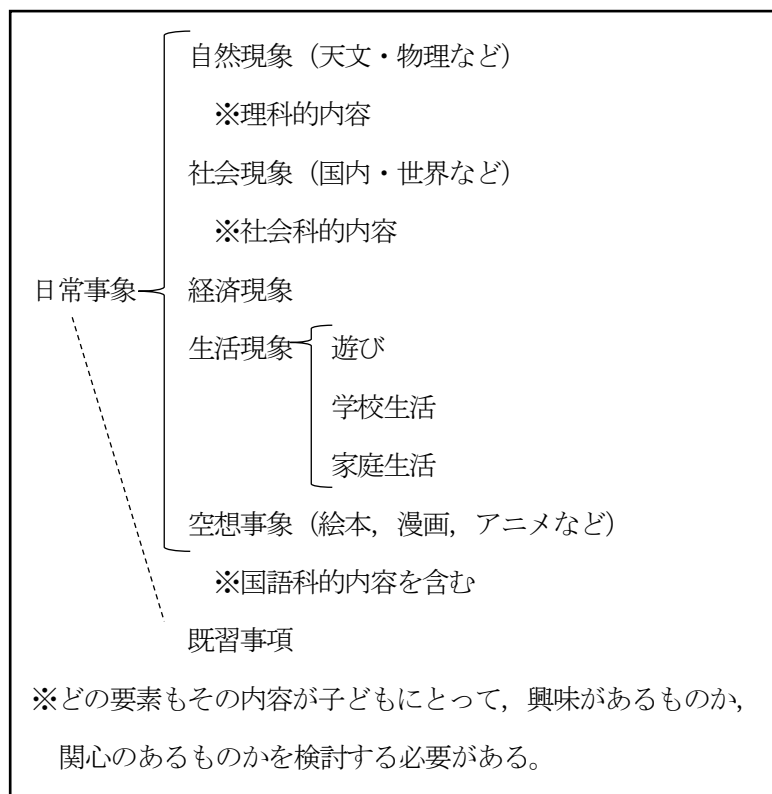 自然現象（天文・物理など）
※理科的内容
社会現象（国内・世界など）
※社会科的内容
日常事象
経済現象
生活現象
遊び
学校生活
家庭生活
空想事象（絵本，漫画，アニメなど）
※国語科的内容を含む
既習事項
※どの要素もその内容が子どもにとって，興味があるものか，
関心のあるものかを検討する必要がある。